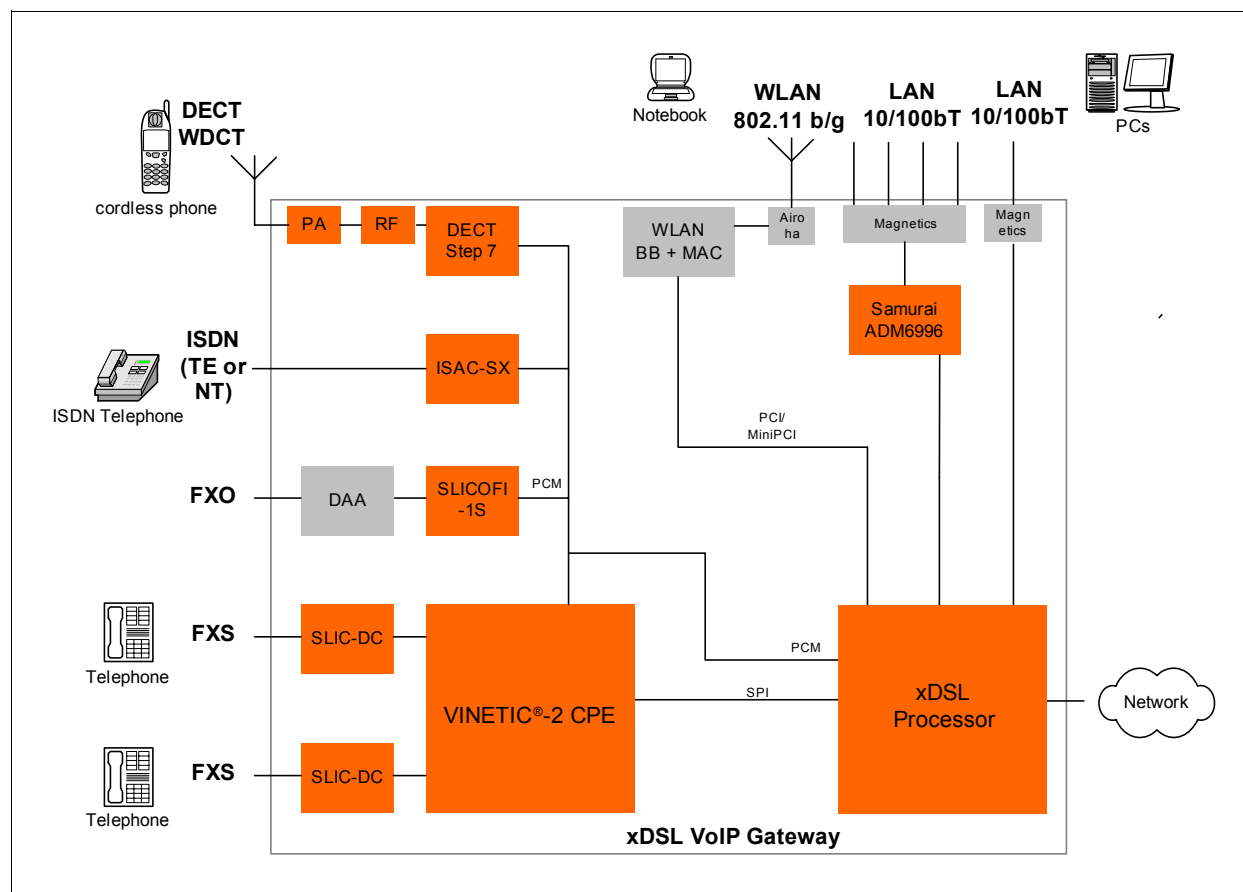 Notebook
WLAN
802.11 b/g
LAN
10/100bT
LAN
10/100bT
PCs
DECT
WDCT
cordless phone
PA
RF
DECT
Step 7
WLAN
BB + MAC
Airo
ha
Magnetics
Magn
etics
Samurai
ADM6996
ISDN
(TE or
NT)
ISDN Telephone
ISAC-SX
PCI/
MiniPCI
FXO
DAA
SLICOFI
-1S
PCM
FXS
Telephone
SLIC-DC
VINETIC®-2 CPE
PCM
SPI
xDSL
Processor
Network
FXS
Telephone
SLIC-DC
xDSL VoIP Gateway